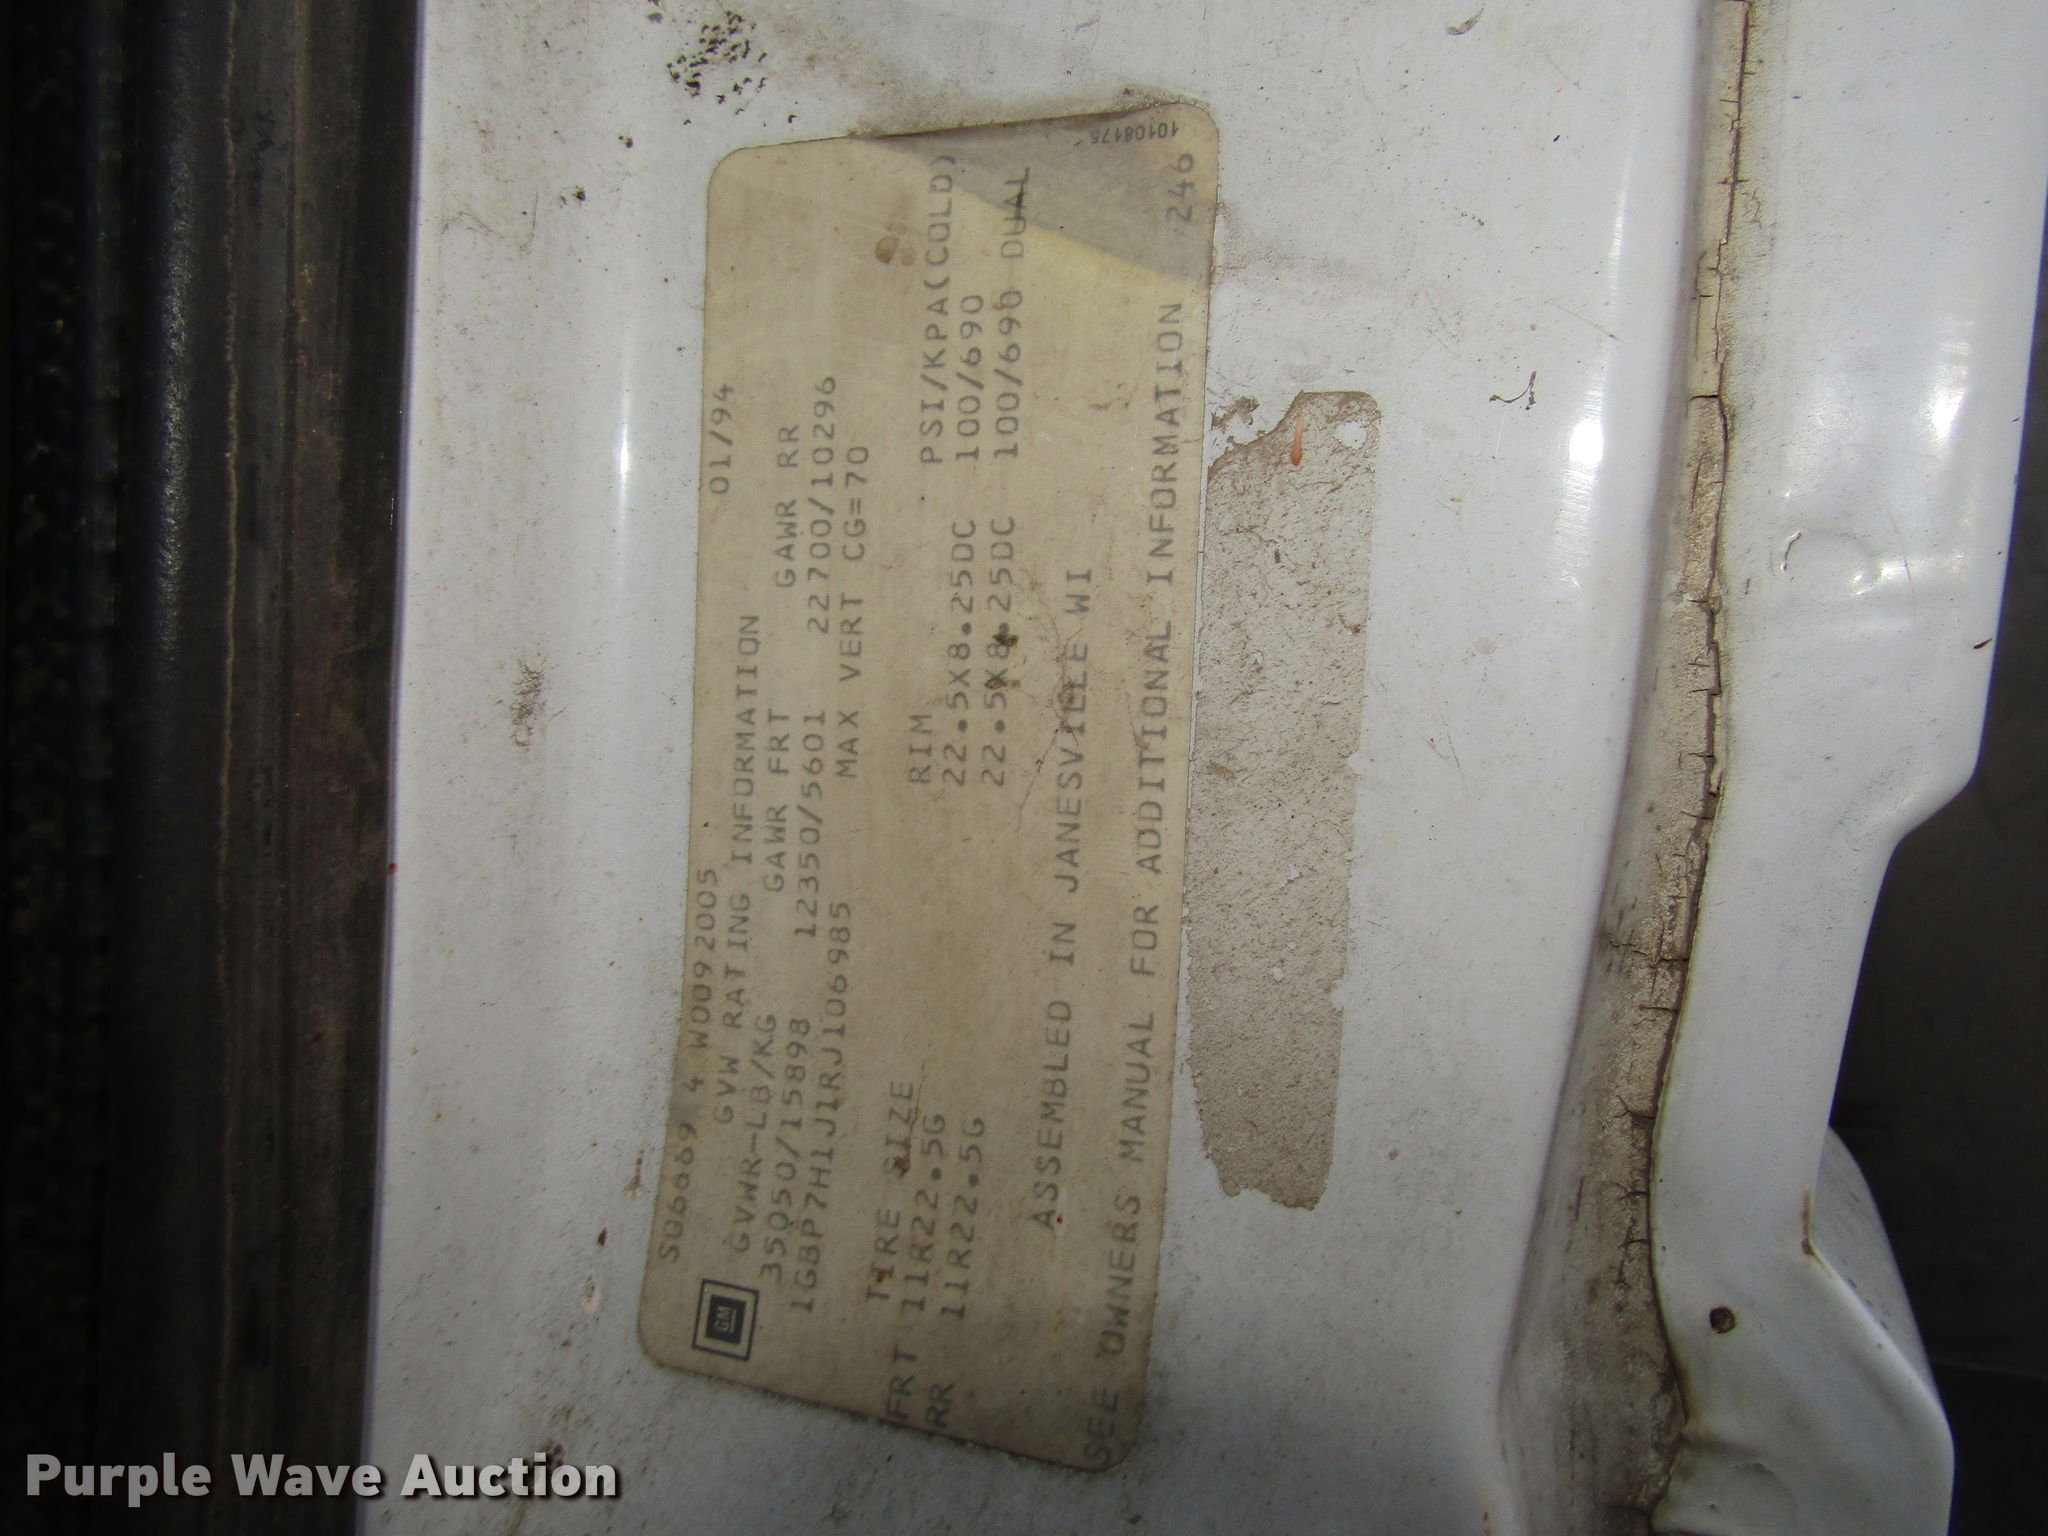 S06669 4 W0092005 01/94
GM
GVW RATING INFORMATION
GVWR-LB/KG GAWR FRT GAWR RR
35050/15898 12350/5601 22700/10296
1GBP7H1J1RJ106985 MAX VERT CG=70
TIRE SIZE RIM PSI/KPA(COLD)
FRT 11R22.5G 22.5X8.25DC 100/690
RR 11R22.5G 22.5X8.25DC 100/690 DUAL
ASSEMBLED IN JANESVILLE WI
SEE OWNERS MANUAL FOR ADDITIONAL INFORMATION 246
10108175
Purple Wave Auction